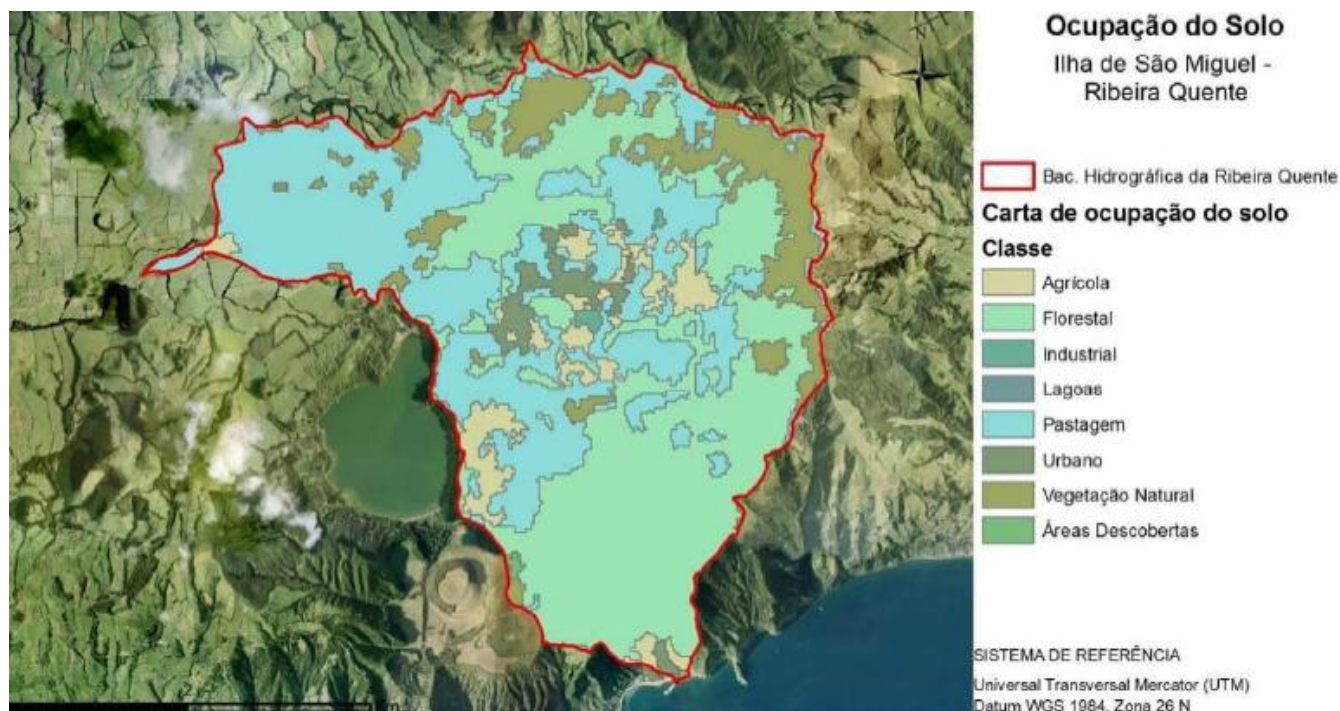 Ocupação do Solo
Ilha de São Miguel -
Ribeira Quente
Bac. Hidrográfica da Ribeira Quente
Carta de ocupação do solo
Classe
Agrícola
Florestal
Industrial
Lagoas
Pastagem
Urbano
Vegetação Natural
Áreas Descobertas
SISTEMA DE REFERÊNCIA
Universal Transversal Mercator (UTM)
Datum WGS 1984, Zona 26 N